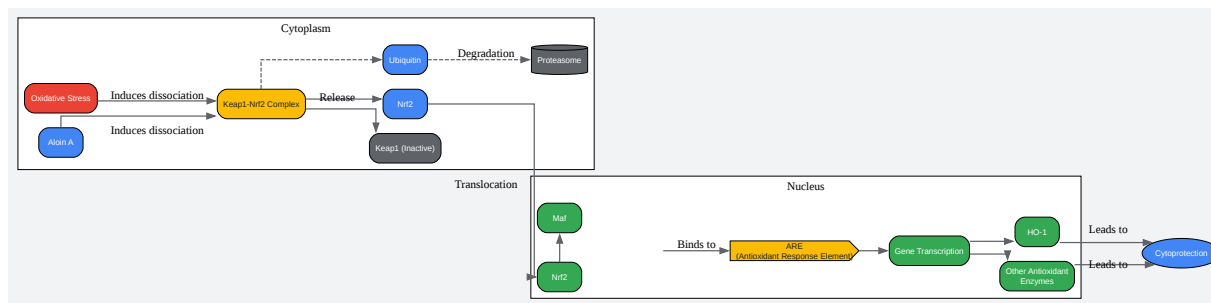 Cytoplasm
Ubiquitin
Degradation
Proteasome
Oxidative Stress
Induces dissociation
Keap1-Nrf2 Complex
Release
Nrf2
Aloin A
Induces dissociation
Keap1 (Inactive)
Translocation
Nucleus
Maf
Nrf2
Binds to
ARE
(Antioxidant Response Element)
Gene Transcription
HO-1
Other Antioxidant
Enzymes
Leads to
Leads to
Cytoprotection